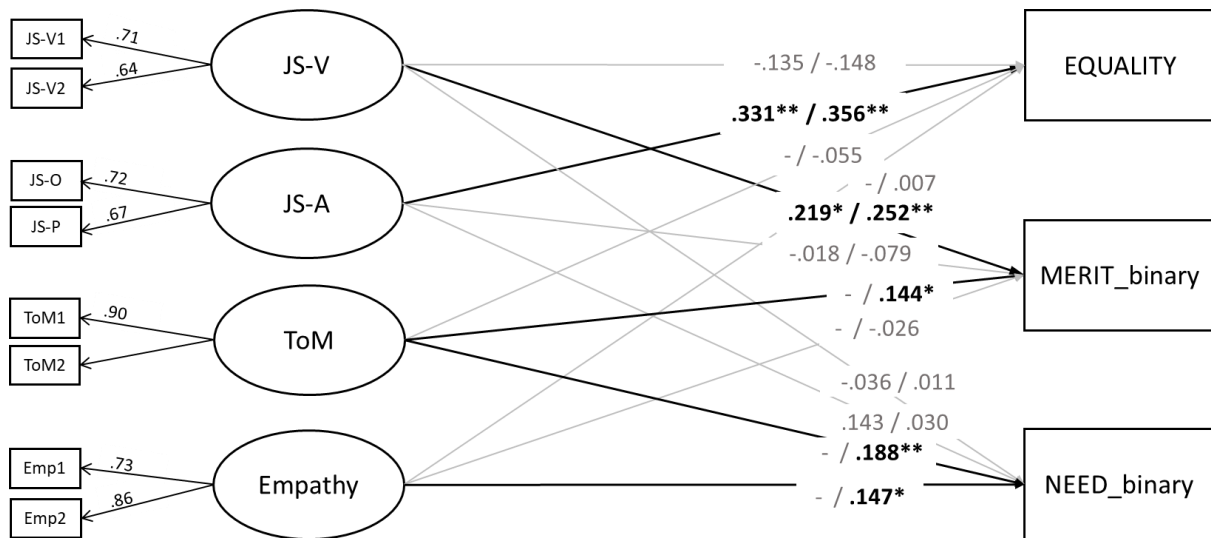 JS-V1
.71
JS-V2
.64
JS-V
-.135 / -.148
EQUALITY
.331** / .356**
- / -.055
- / .007
JS-O
.72
JS-P
.67
JS-A
.219* / .252**
-.018 / -.079
MERIT_binary
- / .144*
ToM1
.90
ToM2
ToM
- / -.026
-.036 / .011
.143 / .030
- / .188**
Emp1
.73
Emp2
.86
Empathy
- / .147*
NEED_binary